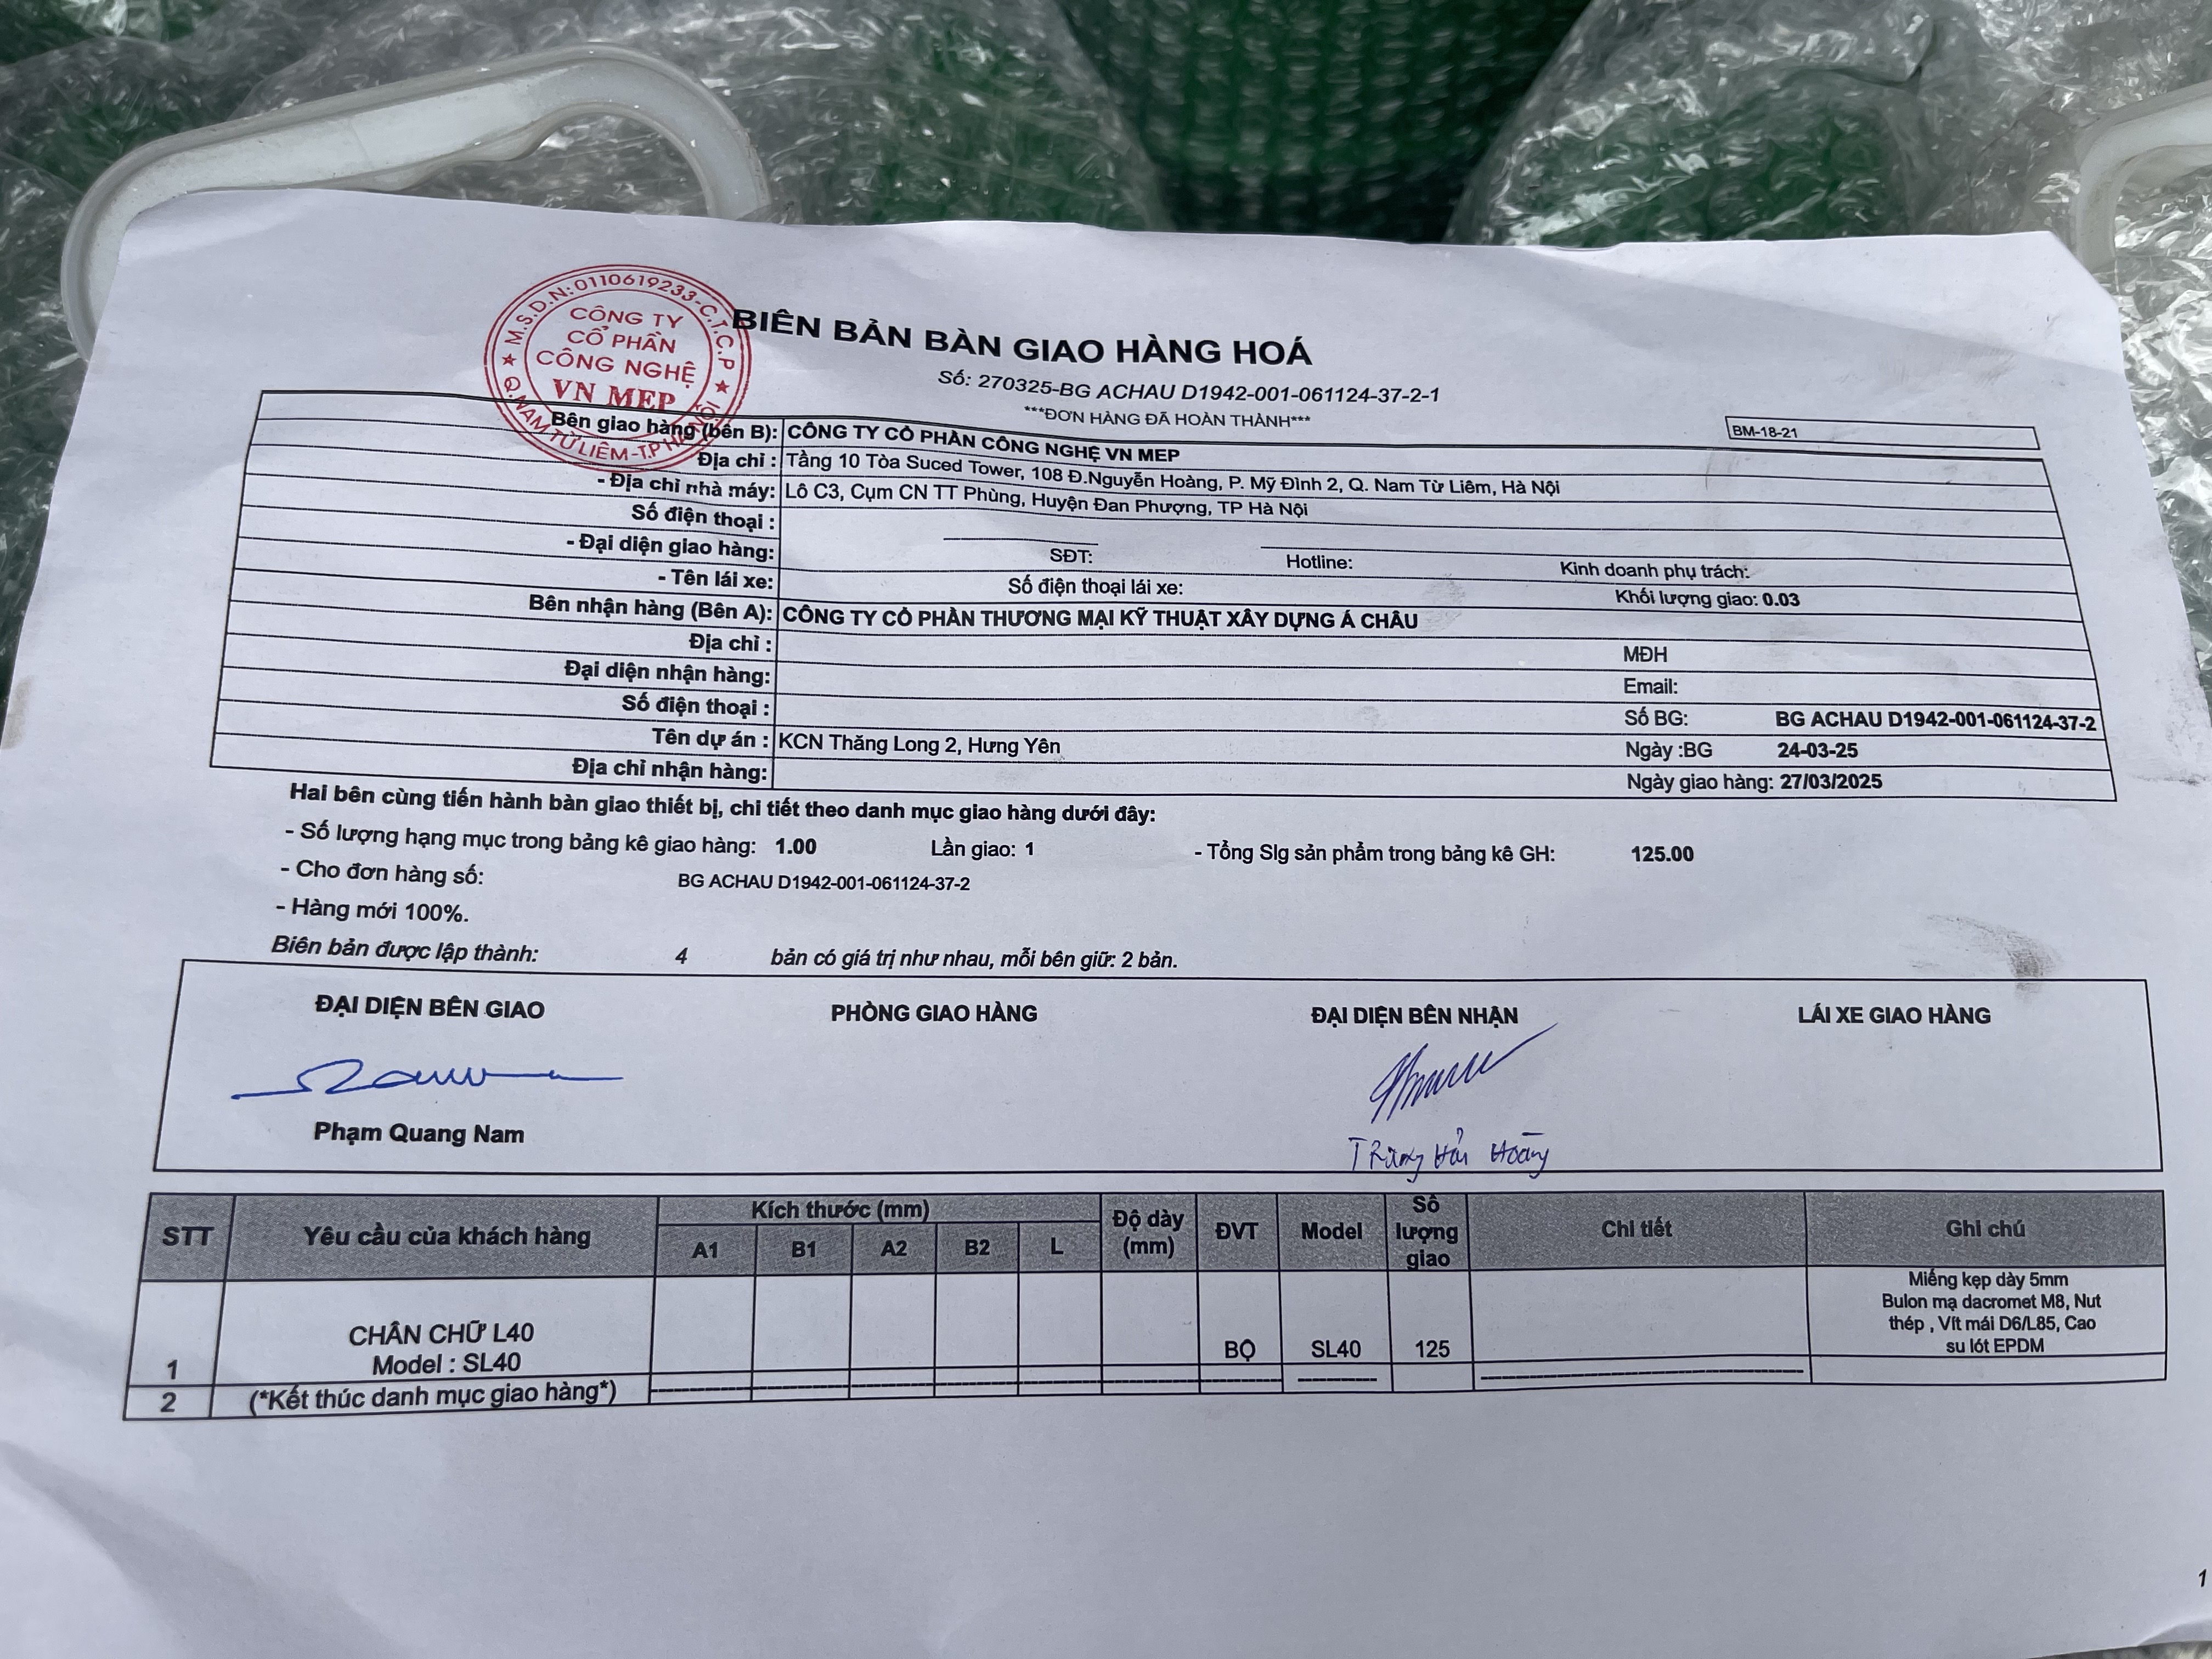 M.S.D.N:0110619233-C.T.C.P
CÔNG TY
CỔ PHẦN
CÔNG NGHỆ
VN MEP
Q.NAM TỪ LIÊM-T.P HÀ NỘI
BIÊN BẢN BÀN GIAO HÀNG HOÁ
Số: 270325-BG ACHAU D1942-001-061124-37-2-1
***ĐƠN HÀNG ĐÃ HOÀN THÀNH***
BM-18-21
Bên giao hàng (bên B): CÔNG TY CỔ PHẦN CÔNG NGHỆ VN MEP
Địa chỉ : Tầng 10 Tòa Suced Tower, 108 Đ.Nguyễn Hoàng, P. Mỹ Đình 2, Q. Nam Từ Liêm, Hà Nội
- Địa chỉ nhà máy: Lô C3, Cụm CN TT Phùng, Huyện Đan Phượng, TP Hà Nội
Số điện thoại :
- Đại diện giao hàng: SĐT: Hotline: Kinh doanh phụ trách:
- Tên lái xe: Số điện thoại lái xe: Khối lượng giao: 0.03
Bên nhận hàng (Bên A): CÔNG TY CỔ PHẦN THƯƠNG MẠI KỸ THUẬT XÂY DỰNG Á CHÂU
Địa chỉ : MĐH
Đại diện nhận hàng: Email:
Số điện thoại : Số BG: BG ACHAU D1942-001-061124-37-2
Tên dự án : KCN Thăng Long 2, Hưng Yên Ngày :BG 24-03-25
Địa chỉ nhận hàng: Ngày giao hàng: 27/03/2025
Hai bên cùng tiến hành bàn giao thiết bị, chi tiết theo danh mục giao hàng dưới đây:
- Số lượng hạng mục trong bảng kê giao hàng: 1.00 Lần giao: 1 - Tổng Slg sản phẩm trong bảng kê GH: 125.00
- Cho đơn hàng số: BG ACHAU D1942-001-061124-37-2
- Hàng mới 100%.
Biên bản được lập thành: 4 bản có giá trị như nhau, mỗi bên giữ: 2 bản.
ĐẠI DIỆN BÊN GIAO PHÒNG GIAO HÀNG ĐẠI DIỆN BÊN NHẬN LÁI XE GIAO HÀNG
Phạm Quang Nam
Hoàng
STT Yêu cầu của khách hàng Kích thước (mm) Độ dày (mm) ĐVT Model Số lượng giao Chi tiết Ghi chú
A1 B1 A2 B2 L
Miếng kẹp dày 5mm
Bulon mạ dacromet M8, Nut
thép , Vít mái D6/L85, Cao
su lót EPDM
CHÂN CHỮ L40
1 Model : SL40 BỘ SL40 125
2 (*Kết thúc danh mục giao hàng*)
1